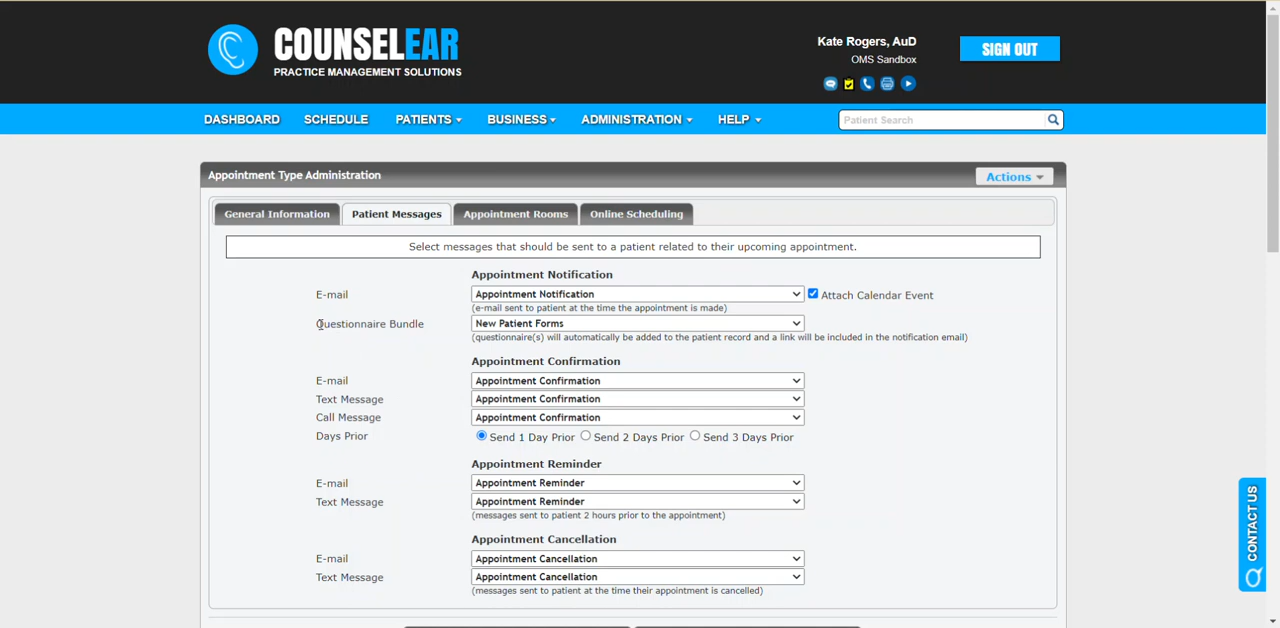 COUNSELEAR
PRACTICE MANAGEMENT SOLUTIONS
Kate Rogers, AuD
OMS Sandbox
SIGN OUT
DASHBOARD SCHEDULE PATIENTS BUSINESS ADMINISTRATION HELP Patient Search
Appointment Type Administration Actions
General Information Patient Messages Appointment Rooms Online Scheduling
Select messages that should be sent to a patient related to their upcoming appointment.
Appointment Notification
E-mail Appointment Notification Attach Calendar Event
(e-mail sent to patient at the time the appointment is made)
Questionnaire Bundle New Patient Forms
(questionnaire(s) will automatically be added to the patient record and a link will be included in the notification email)
Appointment Confirmation
E-mail Appointment Confirmation
Text Message Appointment Confirmation
Call Message Appointment Confirmation
Days Prior Send 1 Day Prior Send 2 Days Prior Send 3 Days Prior
Appointment Reminder
E-mail Appointment Reminder
Text Message Appointment Reminder
(messages sent to patient 2 hours prior to the appointment)
Appointment Cancellation
E-mail Appointment Cancellation
Text Message Appointment Cancellation
(messages sent to patient at the time their appointment is cancelled)
CONTACT US